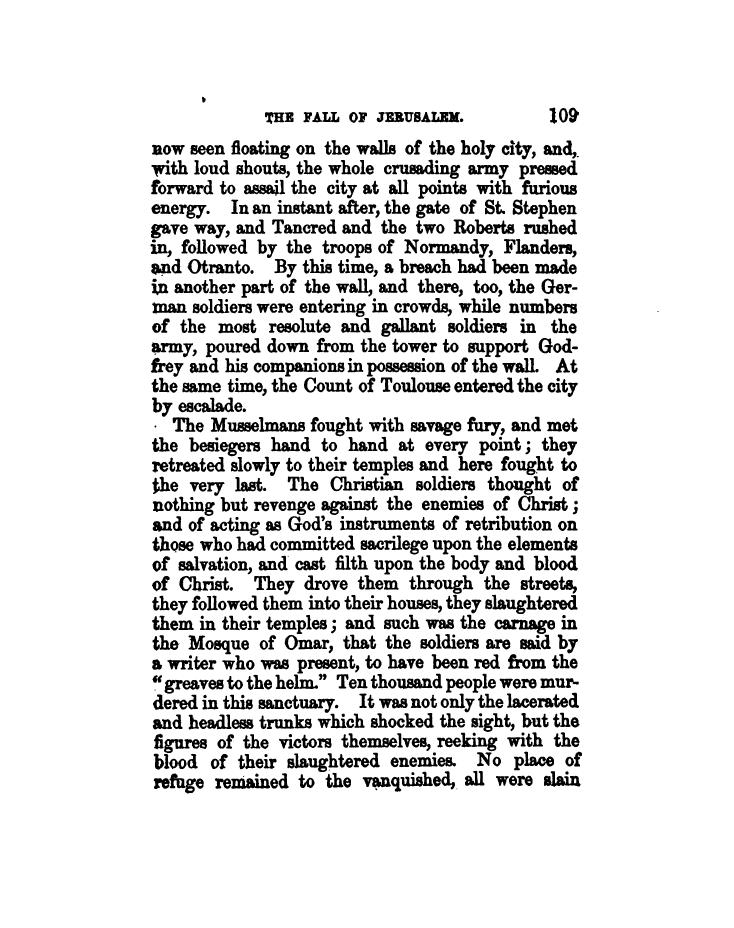 THE FALL OF JERUSALEM. 109
now seen floating on the walls of the holy city, and,
with loud shouts, the whole crusading army pressed
forward to assail the city at all points with furious
energy. In an instant after, the gate of St. Stephen
gave way, and Tancred and the two Roberts rushed
in, followed by the troops of Normandy, Flanders,
and Otranto. By this time, a breach had been made
in another part of the wall, and there, too, the Ger-
man soldiers were entering in crowds, while numbers
of the most resolute and gallant soldiers in the
army, poured down from the tower to support God-
frey and his companions in possession of the wall. At
the same time, the Count of Toulouse entered the city
by escalade.
The Musselmans fought with savage fury, and met
the besiegers hand to hand at every point; they
retreated slowly to their temples and here fought to
the very last. The Christian soldiers thought of
nothing but revenge against the enemies of Christ;
and of acting as God's instruments of retribution on
those who had committed sacrilege upon the elements
of salvation, and cast filth upon the body and blood
of Christ. They drove them through the streets,
they followed them into their houses, they slaughtered
them in their temples; and such was the carnage in
the Mosque of Omar, that the soldiers are said by
a writer who was present, to have been red from the
"greaves to the helm." Ten thousand people were mur-
dered in this sanctuary. It was not only the lacerated
and headless trunks which shocked the sight, but the
figures of the victors themselves, reeking with the
blood of their slaughtered enemies. No place of
refuge remained to the vanquished, all were slain